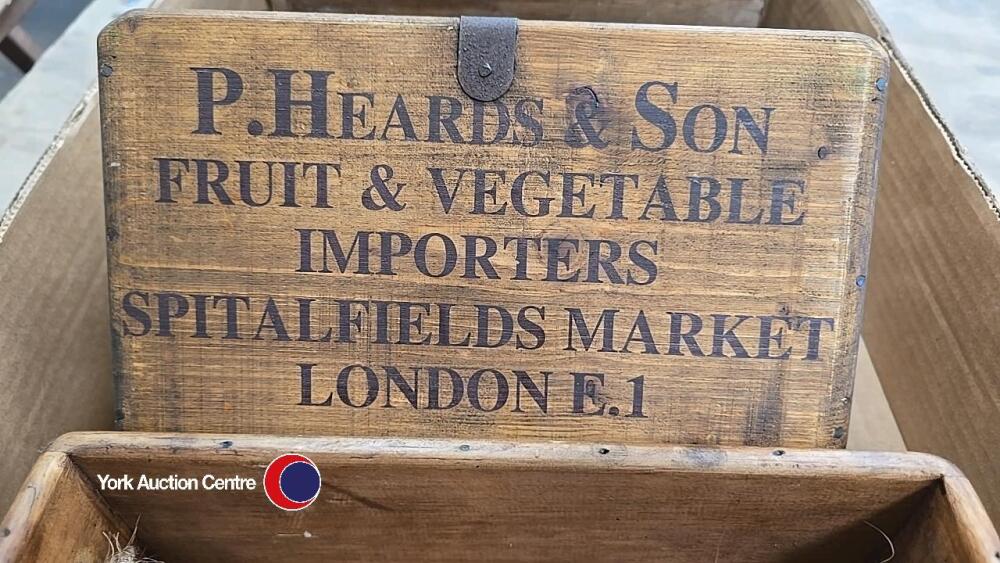 P.HEARDS & SON
FRUIT & VEGETABLE
IMPORTERS
SPITALFIELDS MARKET
LONDON E.1
York Auction Centre